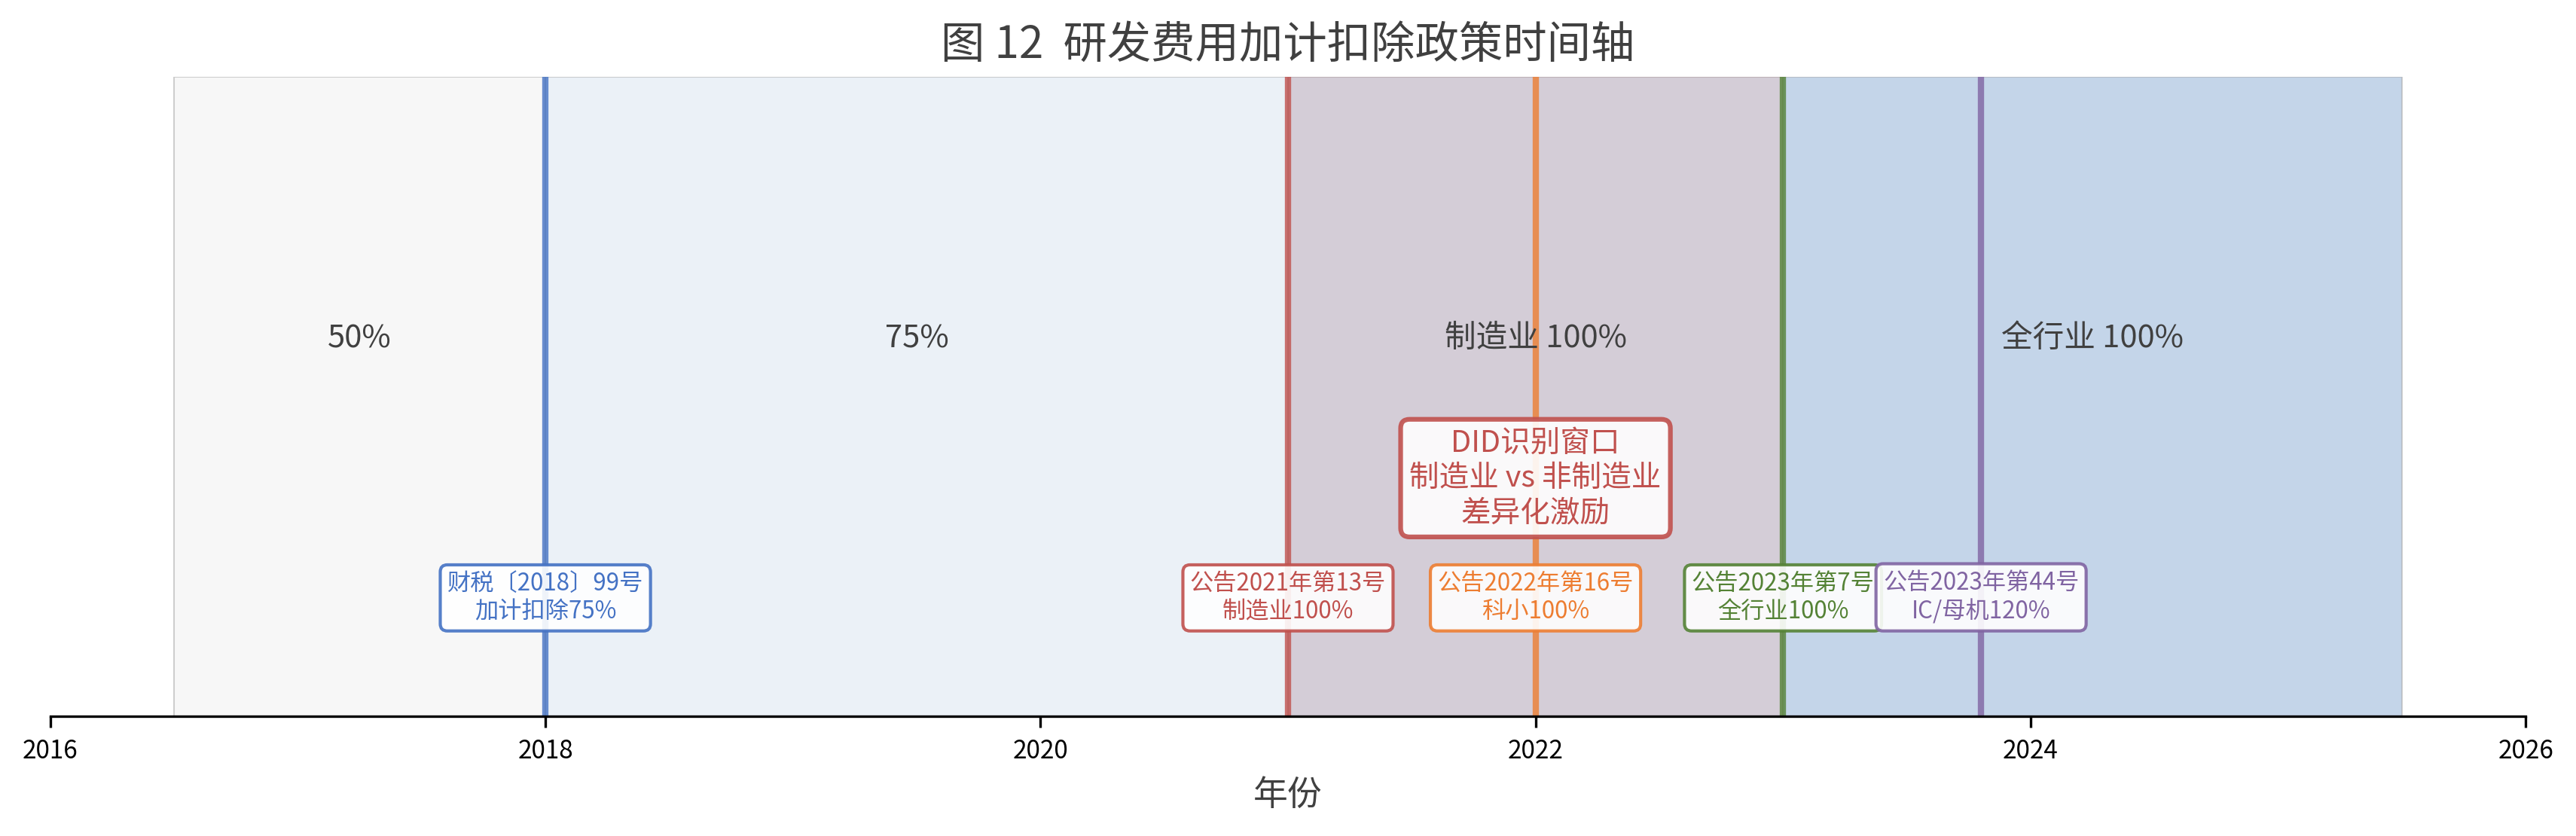 图 12  研发费用加计扣除政策时间轴
50%
75%
制造业 100%
全行业 100%
DID识别窗口
制造业 vs 非制造业
差异化激励
财税〔2018〕99号
加计扣除75%
公告2021年第13号
制造业100%
公告2022年第16号
科小100%
公告2023年第7号
全行业100%
公告2023年第44号
IC/母机120%
2016
2018
2020
2022
2024
2026
年份